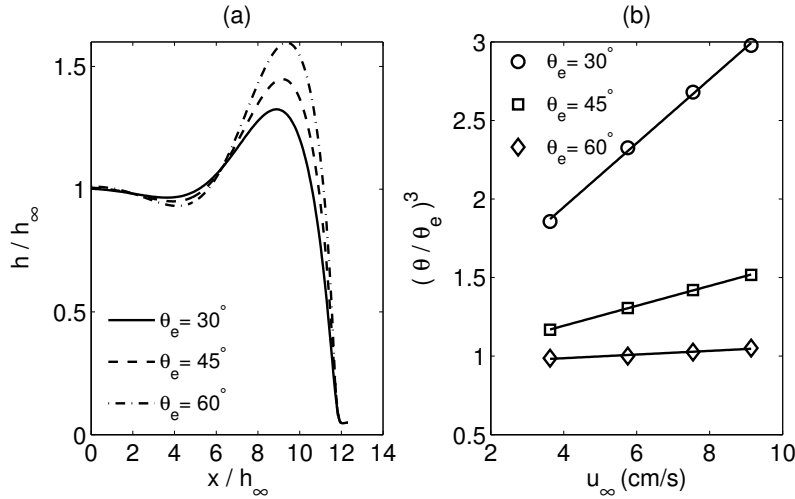 (a)
h / h∞
1.5
1
0.5
0
θe = 30°
θe = 45°
θe = 60°
0 2 4 6 8 10 12 14
x / h∞
(b)
(θ / θe)³
3
2.5
2
1.5
1
0.5
θe = 30°
θe = 45°
θe = 60°
2 4 6 8 10
u∞ (cm/s)